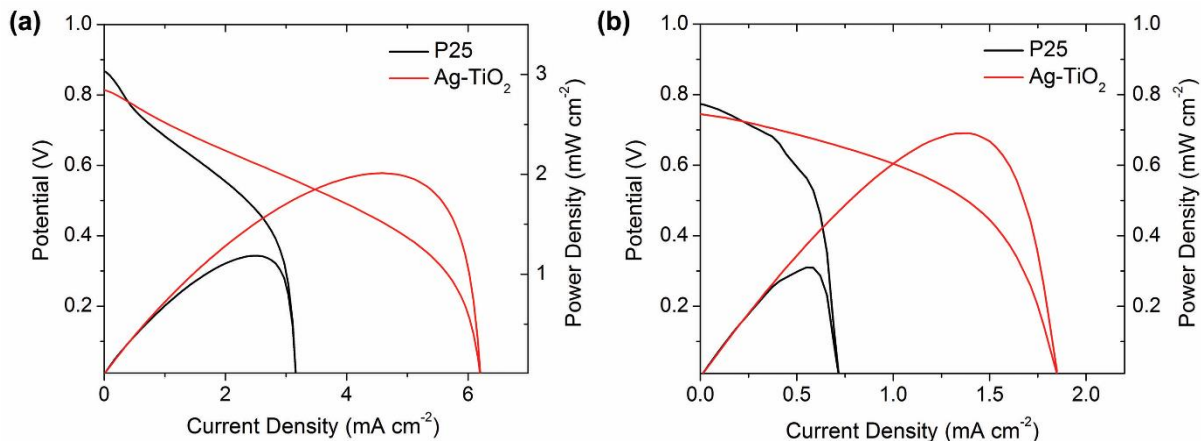 (a)
P25
Ag-TiO₂
1.0
0.8
0.6
0.4
0.2
Potential (V)
3
2
1
Power Density (mW cm⁻²)
0
2
4
6
Current Density (mA cm⁻²)
(b)
P25
Ag-TiO₂
1.0
0.8
0.6
0.4
0.2
Potential (V)
1.0
0.8
0.6
0.4
0.2
Power Density (mW cm⁻²)
0.0
0.5
1.0
1.5
2.0
Current Density (mA cm⁻²)